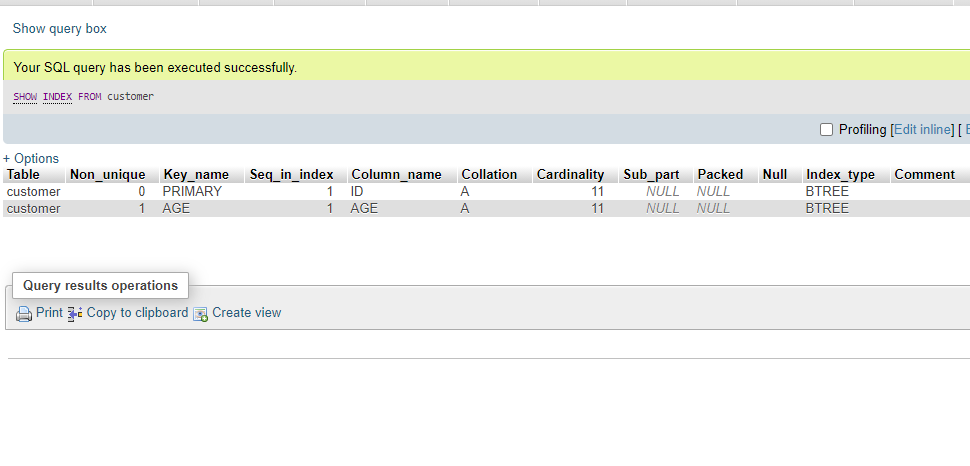 Show query box
Your SQL query has been executed successfully.
SHOW INDEX FROM customer
Profiling [Edit inline] [
+ Options
Table Non_unique Key_name Seq_in_index Column_name Collation Cardinality Sub_part Packed Null Index_type Comment
customer 0 PRIMARY 1 ID A 11 NULL NULL BTREE
customer 1 AGE 1 AGE A 11 NULL NULL BTREE
Query results operations
Print Copy to clipboard Create view